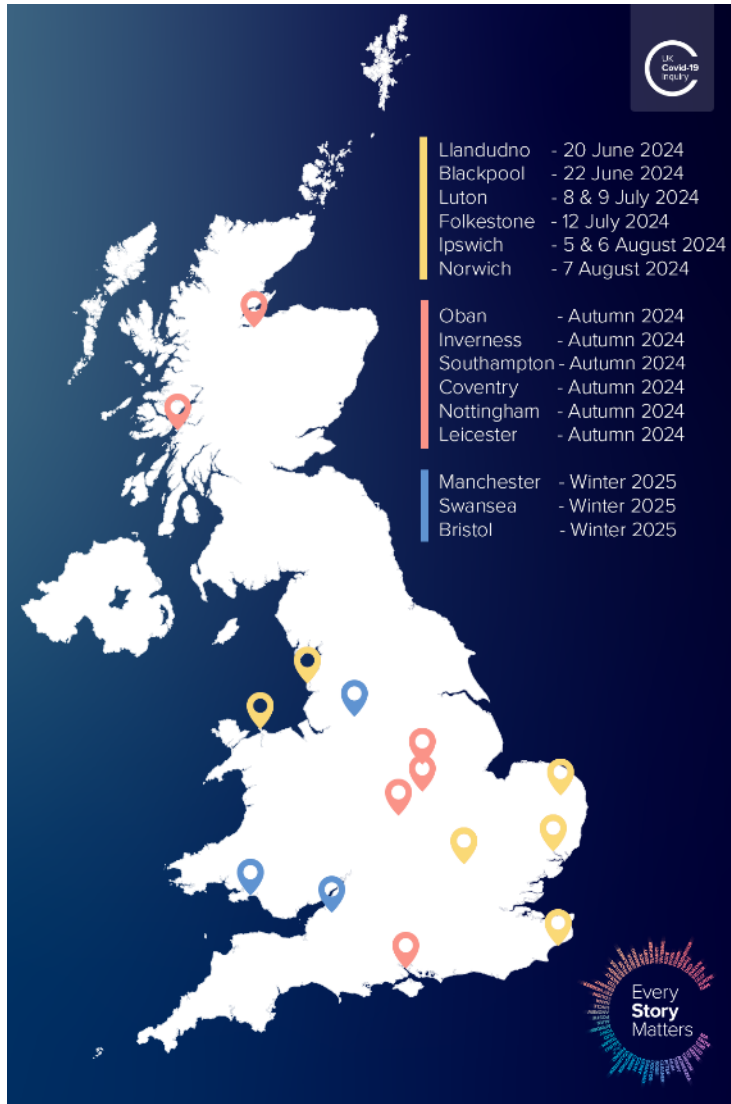 UK
Covid-19
Inquiry
Llandudno - 20 June 2024
Blackpool - 22 June 2024
Luton - 8 & 9 July 2024
Folkestone - 12 July 2024
Ipswich - 5 & 6 August 2024
Norwich - 7 August 2024
Oban - Autumn 2024
Inverness - Autumn 2024
Southampton - Autumn 2024
Coventry - Autumn 2024
Nottingham - Autumn 2024
Leicester - Autumn 2024
Manchester - Winter 2025
Swansea - Winter 2025
Bristol - Winter 2025
Every
Story
Matters